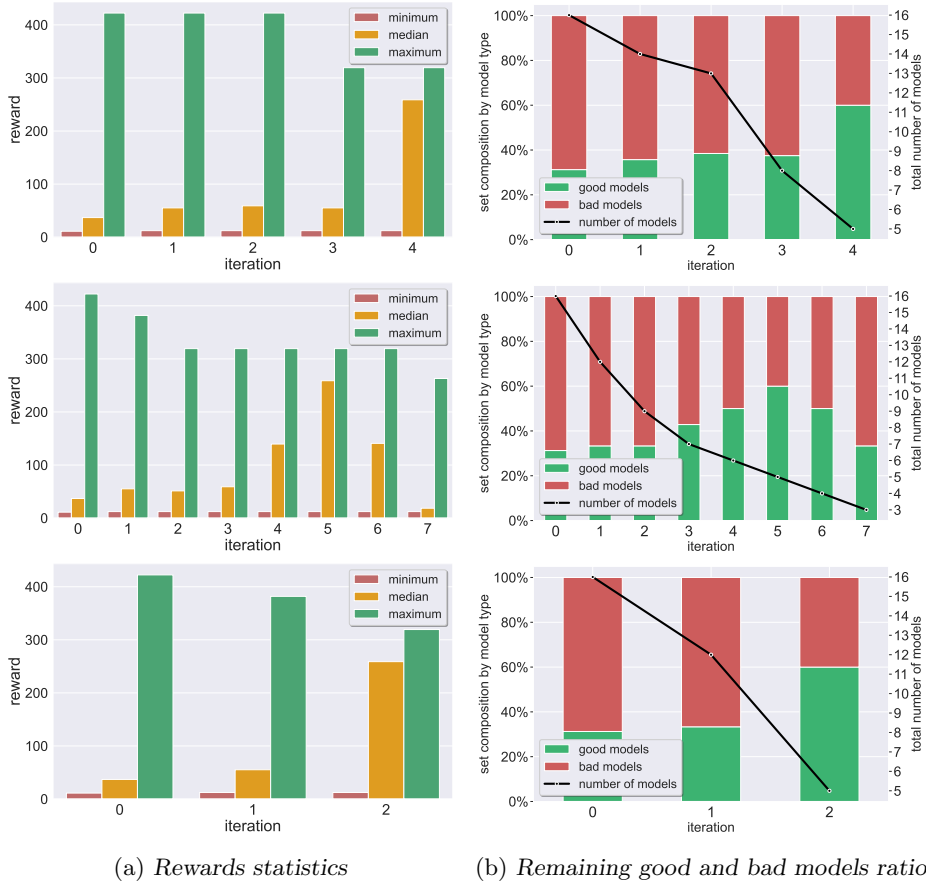 400
300
200
100
0
reward
minimum
median
maximum
0 1 2 3 4
iteration
100%
80%
60%
40%
20%
0%
set composition by model type
good models
bad models
number of models
16
15
14
13
12
11
10
9
8
7
6
5
total number of models
0 1 2 3 4
iteration
400
300
200
100
0
reward
minimum
median
maximum
0 1 2 3 4 5 6 7
iteration
100%
80%
60%
40%
20%
0%
set composition by model type
good models
bad models
number of models
16
15
14
13
12
11
10
9
8
7
6
5
4
3
total number of models
0 1 2 3 4 5 6 7
iteration
400
300
200
100
0
reward
minimum
median
maximum
0 1 2
iteration
100%
80%
60%
40%
20%
0%
set composition by model type
good models
bad models
number of models
16
15
14
13
12
11
10
9
8
7
6
5
total number of models
0 1 2
iteration
(a) Rewards statistics
(b) Remaining good and bad models ratio